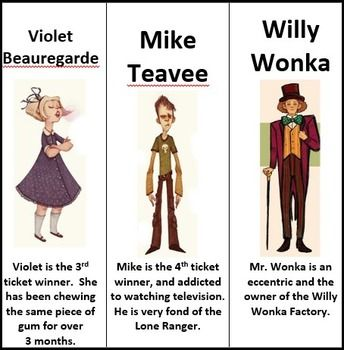 Violet
Beauregarde
Violet is the 3rd
ticket winner. She
has been chewing
the same piece of
gum for over
3 months.
Mike
Teavee
Mike is the 4th ticket
winner, and addicted
to watching television.
He is very fond of the
Lone Ranger.
Willy
Wonka
Mr. Wonka is an
eccentric and the
owner of the Willy
Wonka Factory.